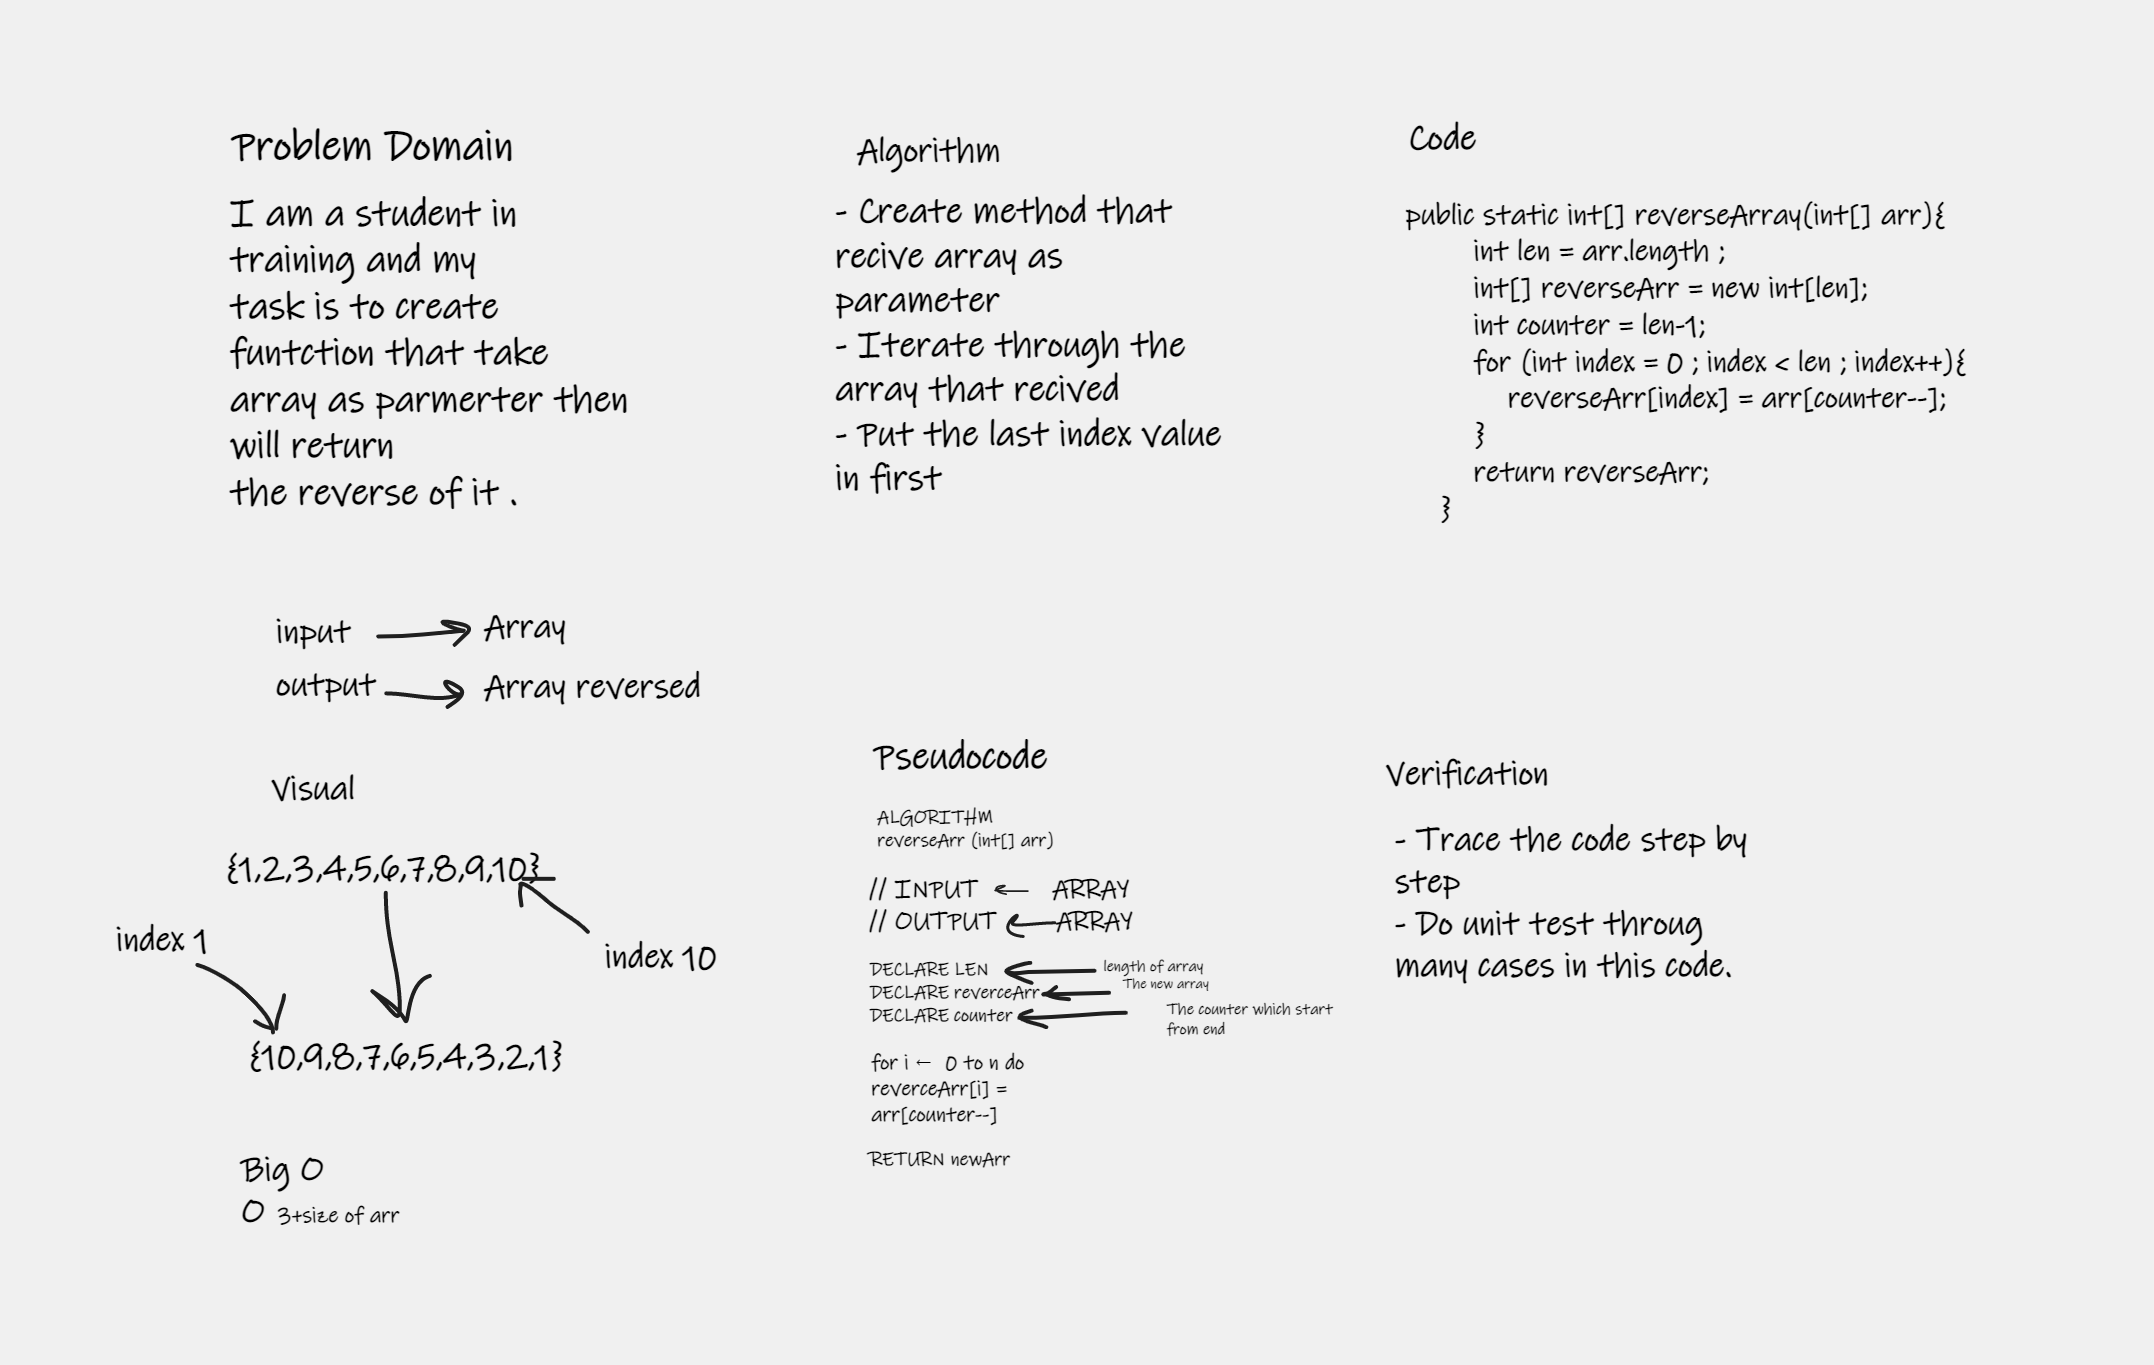 Problem Domain
I am a student in
training and my
task is to create
funtction that take
array as parmerter then
will return
the reverse of it .
input
Array
output
Array reversed
Visual
{1,2,3,4,5,6,7,8,9,10}
index 1
index 10
{10,9,8,7,6,5,4,3,2,1}
Big O
O 3+size of arr
Algorithm
- Create method that
recive array as
parameter
- Iterate through the
array that recived
- Put the last index value
in first
Pseudocode
ALGORITHM
reverseArr (int[] arr)
// INPUT ← ARRAY
// OUTPUT ← ARRAY
DECLARE LEN
length of array
DECLARE reverceArr
The new array
DECLARE counter
The counter which start
from end
for i ← 0 to n do
reverceArr[i] =
arr[counter--]
RETURN newArr
Code
public static int[] reverseArray(int[] arr){
int len = arr.length ;
int[] reverseArr = new int[len];
int counter = len-1;
for (int index = 0 ; index < len ; index++){
reverseArr[index] = arr[counter--];
}
return reverseArr;
}
Verification
- Trace the code step by
step
- Do unit test throug
many cases in this code.